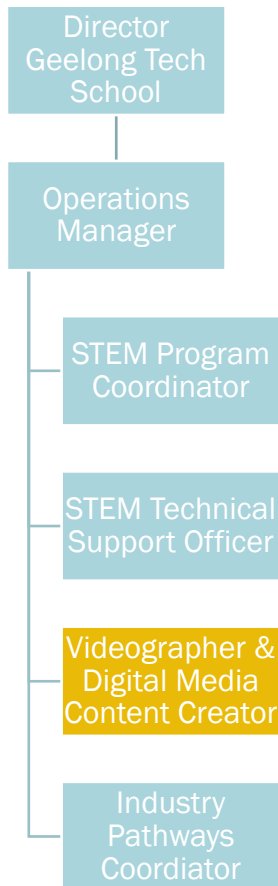 Director
Geelong Tech
School
Operations
Manager
STEM Program
Coordinator
STEM Technical
Support Officer
Videographer &
Digital Media
Content Creator
Industry
Pathways
Coordiator